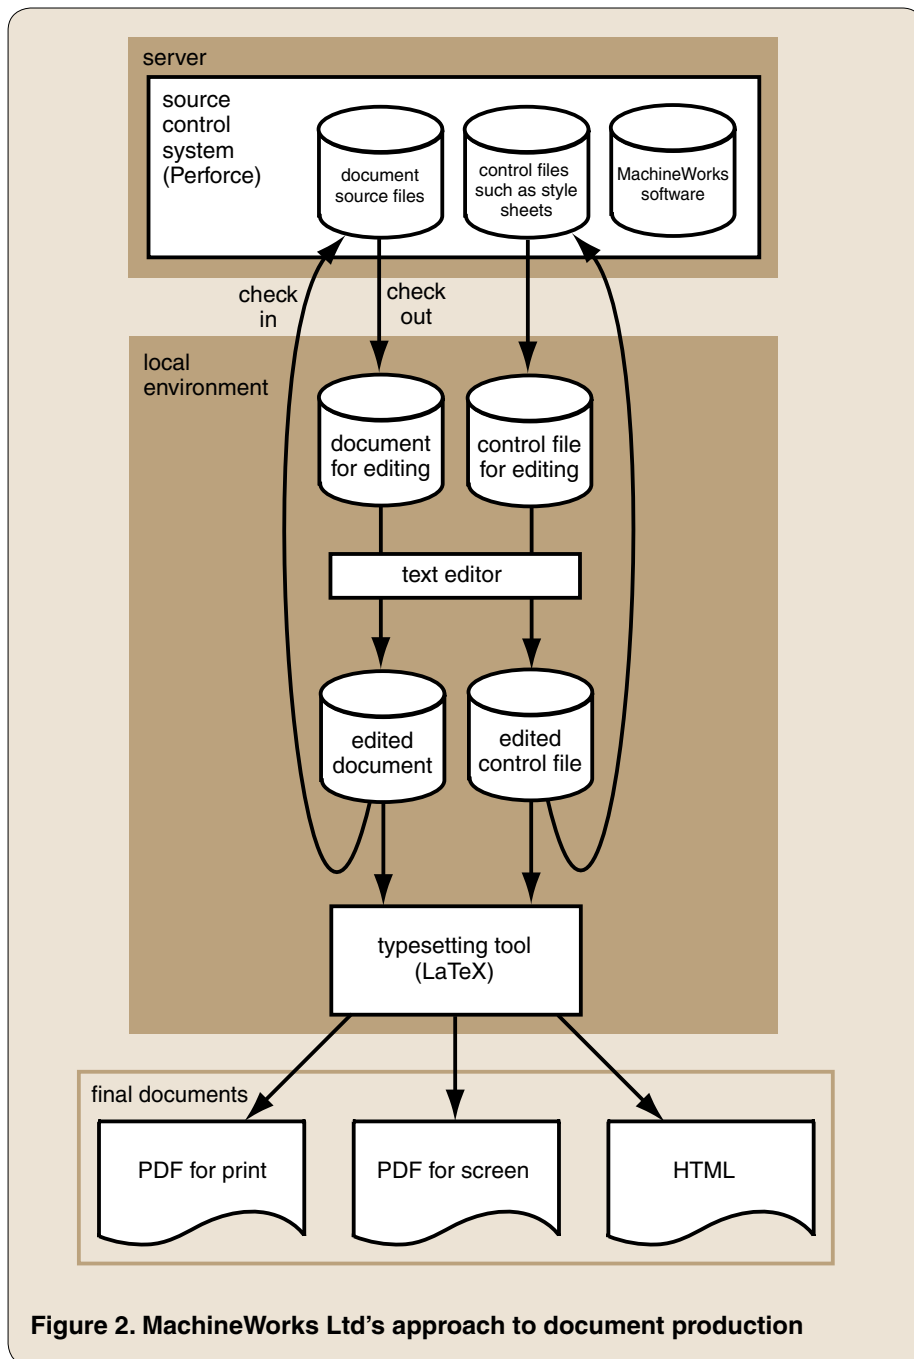 server
source
control
system
(Perforce)
document
source files
control files
such as style
sheets
MachineWorks
software
check
in
check
out
local
environment
document
for editing
control file
for editing
text editor
edited
document
edited
control file
typesetting tool
(LaTeX)
final documents
PDF for print
PDF for screen
HTML
Figure 2. MachineWorks Ltd’s approach to document production